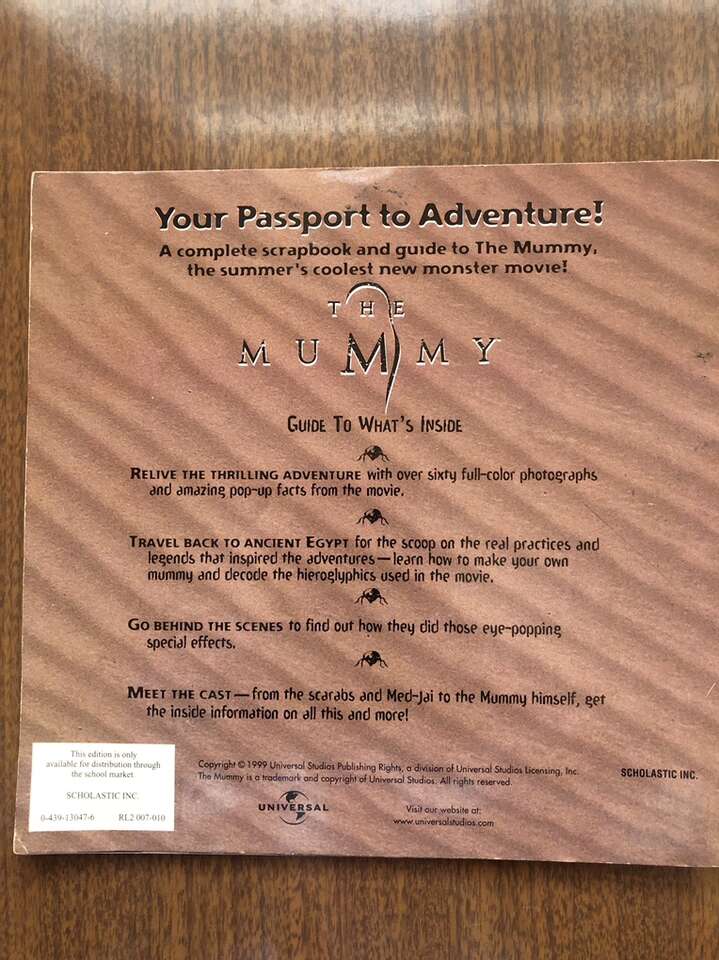 Your Passport to Adventure!
A complete scrapbook and guide to The Mummy,
the summer's coolest new monster movie!
THE
MUMMY
GUIDE TO WHAT'S INSIDE
RELIVE THE THRILLING ADVENTURE with over sixty full-color photographs
and amazing pop-up facts from the movie.
TRAVEL BACK TO ANCIENT EGYPT for the scoop on the real practices and
legends that inspired the adventures—learn how to make your own
mummy and decode the hieroglyphics used in the movie.
GO BEHIND THE SCENES to find out how they did those eye-popping
special effects.
MEET THE CAST—from the scarabs and Med-Jai to the Mummy himself, get
the inside information on all this and more!
This edition is only
available for distribution through
the school market
SCHOLASTIC INC.
0-439-13047-6 RL2 007-010
Copyright © 1999 Universal Studios Publishing Rights, a division of Universal Studios Licensing, Inc.
The Mummy is a trademark and copyright of Universal Studios. All rights reserved.
SCHOLASTIC INC.
UNIVERSAL
Visit our website at:
www.universalstudios.com